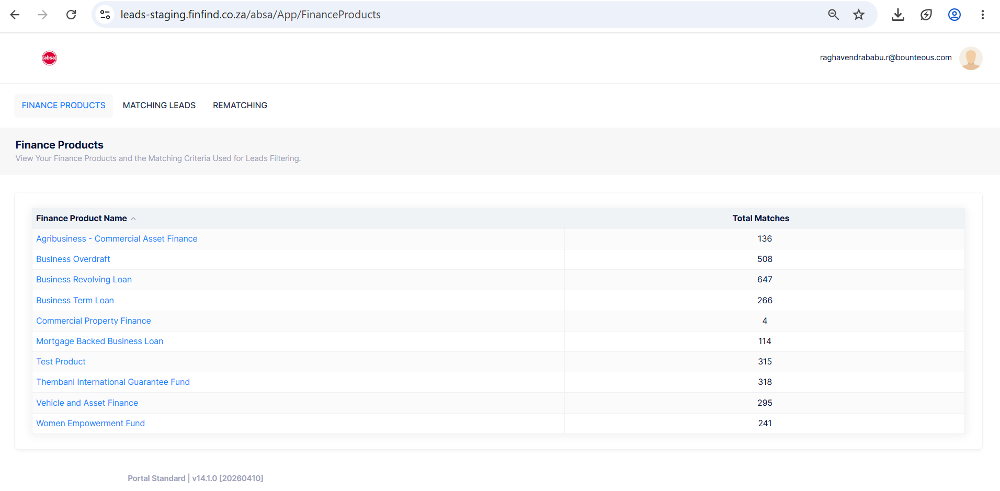 leads-staging.finfind.co.za/absa/App/FinanceProducts
absa
raghavendrababu.r@bounteous.com
FINANCE PRODUCTS MATCHING LEADS REMATCHING
Finance Products
View Your Finance Products and the Matching Criteria Used for Leads Filtering.
Finance Product Name Total Matches
Agribusiness - Commercial Asset Finance 136
Business Overdraft 508
Business Revolving Loan 647
Business Term Loan 266
Commercial Property Finance 4
Mortgage Backed Business Loan 114
Test Product 315
Thembani International Guarantee Fund 318
Vehicle and Asset Finance 295
Women Empowerment Fund 241
Portal Standard | v14.1.0 [20260410]